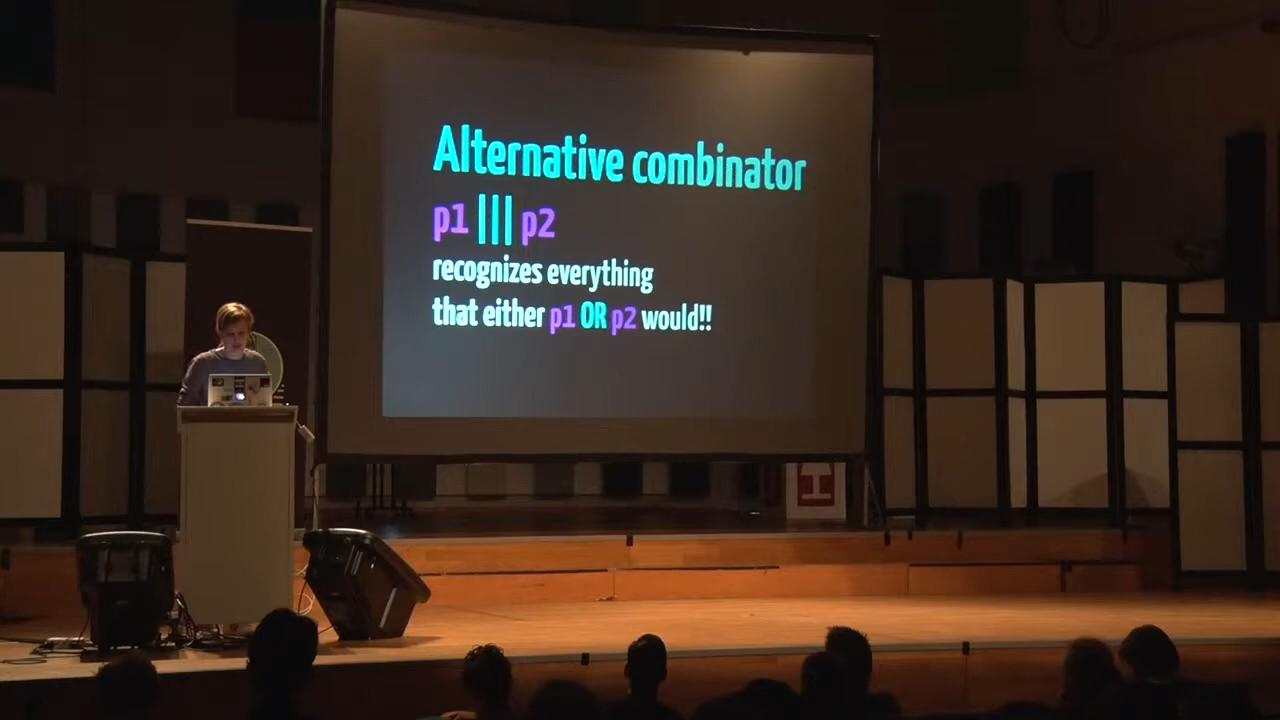 Alternative combinator
p1 ||| p2
recognizes everything
that either p1 OR p2 would!!